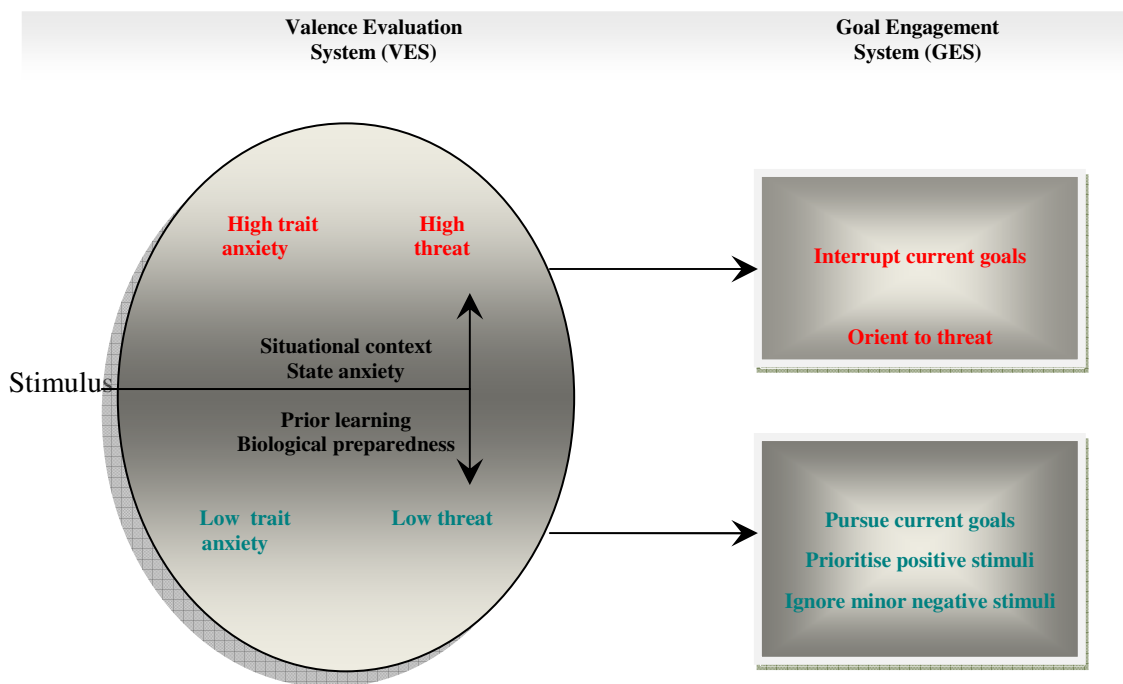 Valence Evaluation
System (VES)
Goal Engagement
System (GES)
High trait
anxiety
High
threat
Situational context
State anxiety
Stimulus
Prior learning
Biological preparedness
Low trait
anxiety
Low threat
Interrupt current goals
Orient to threat
Pursue current goals
Prioritise positive stimuli
Ignore minor negative stimuli